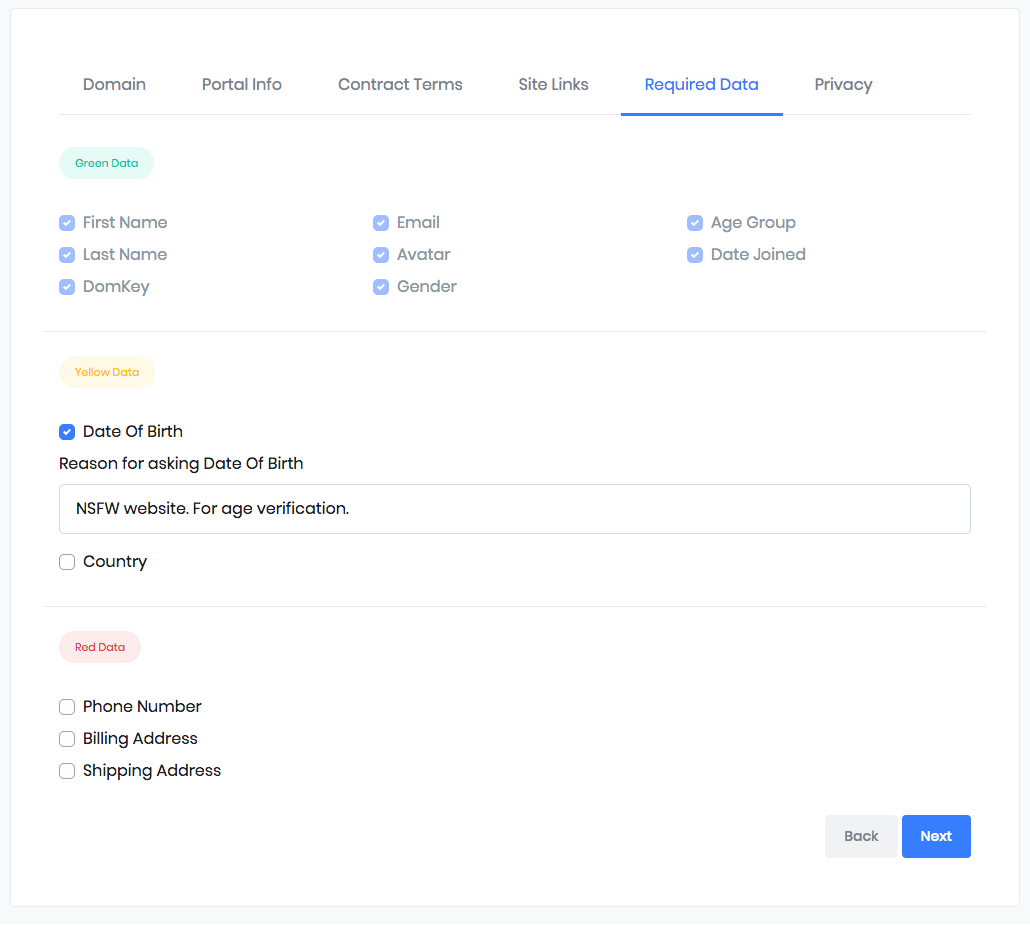 Domain Portal Info Contract Terms Site Links Required Data Privacy
Green Data
First Name Email Age Group
Last Name Avatar Date Joined
DomKey Gender
Yellow Data
Date Of Birth
Reason for asking Date Of Birth
NSFW website. For age verification.
Country
Red Data
Phone Number
Billing Address
Shipping Address
Back Next